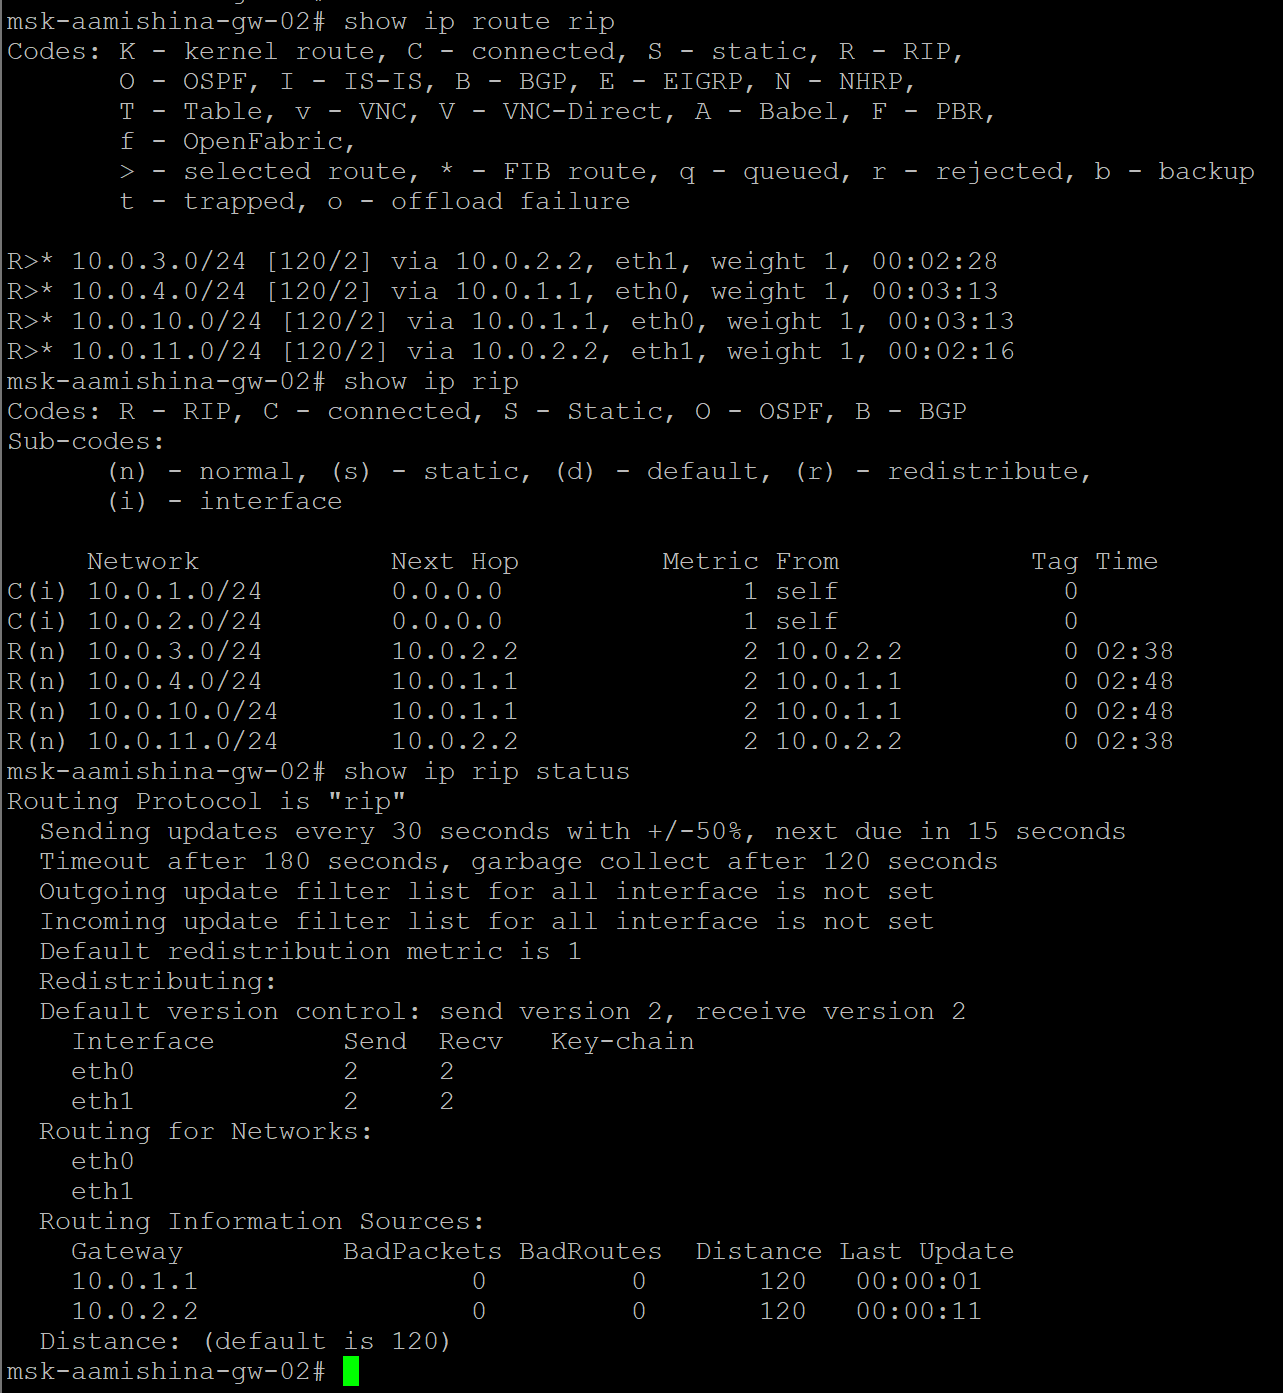 msk-aamishina-gw-02# show ip route rip
Codes: K - kernel route, C - connected, S - static, R - RIP,
       O - OSPF, I - IS-IS, B - BGP, E - EIGRP, N - NHRP,
       T - Table, v - VNC, V - VNC-Direct, A - Babel, F - PBR,
       f - OpenFabric,
       > - selected route, * - FIB route, q - queued, r - rejected, b - backup
       t - trapped, o - offload failure

R>* 10.0.3.0/24 [120/2] via 10.0.2.2, eth1, weight 1, 00:02:28
R>* 10.0.4.0/24 [120/2] via 10.0.1.1, eth0, weight 1, 00:03:13
R>* 10.0.10.0/24 [120/2] via 10.0.1.1, eth0, weight 1, 00:03:13
R>* 10.0.11.0/24 [120/2] via 10.0.2.2, eth1, weight 1, 00:02:16
msk-aamishina-gw-02# show ip rip
Codes: R - RIP, C - connected, S - Static, O - OSPF, B - BGP
Sub-codes:
      (n) - normal, (s) - static, (d) - default, (r) - redistribute,
      (i) - interface

     Network            Next Hop         Metric From            Tag Time
C(i) 10.0.1.0/24        0.0.0.0               1 self              0
C(i) 10.0.2.0/24        0.0.0.0               1 self              0
R(n) 10.0.3.0/24        10.0.2.2              2 10.0.2.2          0 02:38
R(n) 10.0.4.0/24        10.0.1.1              2 10.0.1.1          0 02:48
R(n) 10.0.10.0/24       10.0.1.1              2 10.0.1.1          0 02:48
R(n) 10.0.11.0/24       10.0.2.2              2 10.0.2.2          0 02:38
msk-aamishina-gw-02# show ip rip status
Routing Protocol is "rip"
  Sending updates every 30 seconds with +/-50%, next due in 15 seconds
  Timeout after 180 seconds, garbage collect after 120 seconds
  Outgoing update filter list for all interface is not set
  Incoming update filter list for all interface is not set
  Default redistribution metric is 1
  Redistributing:
  Default version control: send version 2, receive version 2
    Interface        Send  Recv   Key-chain
    eth0             2     2
    eth1             2     2
  Routing for Networks:
    eth0
    eth1
  Routing Information Sources:
    Gateway          BadPackets BadRoutes  Distance Last Update
    10.0.1.1                 0         0       120   00:00:01
    10.0.2.2                 0         0       120   00:00:11
  Distance: (default is 120)
msk-aamishina-gw-02#